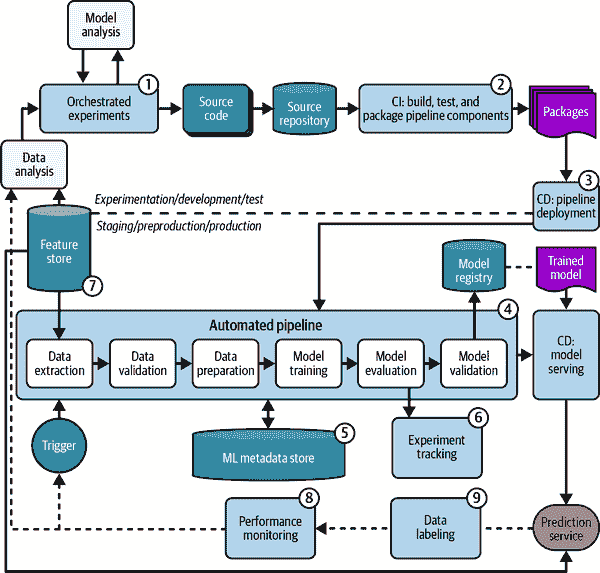 Model
analysis
1
Orchestrated
experiments
Source
code
Source
repository
2
CI: build, test, and
package pipeline components
Packages
Data
analysis
3
CD: pipeline
deployment
Experimentation/development/test
Staging/preproduction/production
Feature
store
7
Model
registry
Trained
model
4
Automated pipeline
Data
extraction
Data
validation
Data
preparation
Model
training
Model
evaluation
Model
validation
CD:
model
serving
Trigger
5
ML metadata store
6
Experiment
tracking
8
Performance
monitoring
9
Data
labeling
Prediction
service